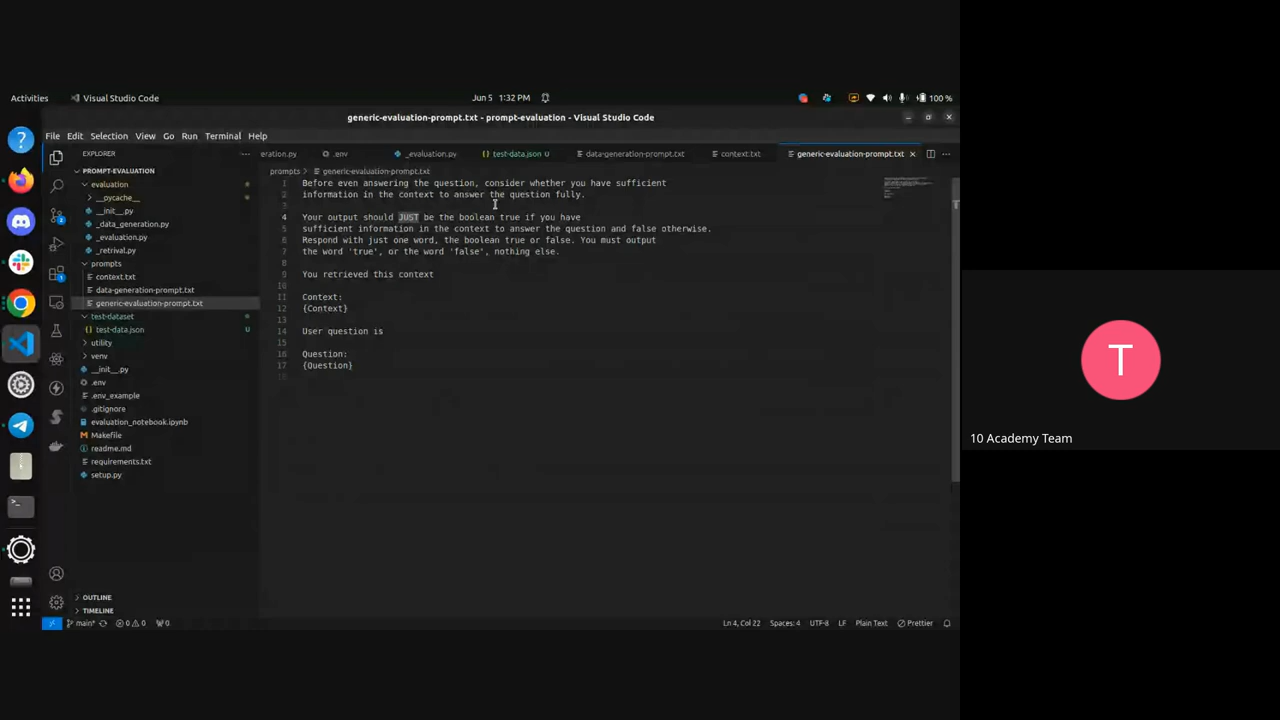 Activities
Visual Studio Code
Jun 5 1:32 PM
100 %
generic-evaluation-prompt.txt - prompt-evaluation - Visual Studio Code
File Edit Selection View Go Run Terminal Help
EXPLORER
eration.py
.env
_evaluation.py
test-data.json U
data-generation-prompt.txt
context.txt
generic-evaluation-prompt.txt
PROMPT-EVALUATION
evaluation
__pycache__
__init__.py
_data_generation.py
_evaluation.py
_retrival.py
prompts
context.txt
data-generation-prompt.txt
generic-evaluation-prompt.txt
test-dataset
test-data.json U
utility
venv
__init__.py
.env
.env_example
.gitignore
evaluation_notebook.ipynb
Makefile
readme.md
requirements.txt
setup.py
OUTLINE
TIMELINE
prompts > generic-evaluation-prompt.txt
1 Before even answering the question, consider whether you have sufficient
2 information in the context to answer the question fully.
3
4 Your output should JUST be the boolean true if you have
5 sufficient information in the context to answer the question and false otherwise.
6 Respond with just one word, the boolean true or false. You must output
7 the word 'true', or the word 'false', nothing else.
8
9 You retrieved this context
10
11 Context:
12 {Context}
13
14 User question is
15
16 Question:
17 {Question}
18
main*
0 0
0
Ln 4, Col 22
Spaces: 4
UTF-8
LF
Plain Text
Prettier
T
10 Academy Team